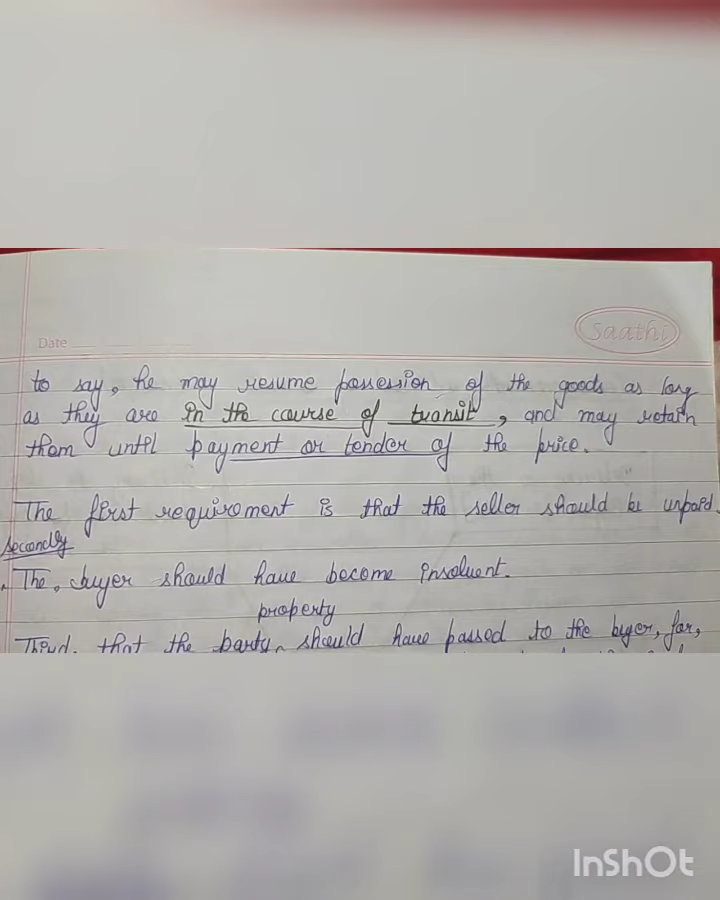 Saathi
Date
to say, he may resume possession of the goods as long
as they are in the course of transit, and may retain
them until payment or tender of the price.
The first requirement is that the seller should be unpaid.
secondly
The, buyer should have become insolvent.
property
Third, that the party, should have passed to the buyer, for,
InShOt